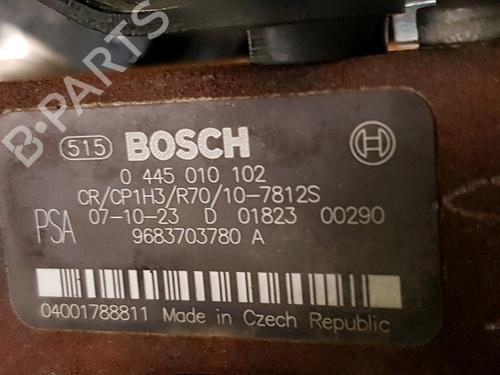 B-PARTS
515 BOSCH
0 445 010 102
CR/CP1H3/R70/10-7812S
07-10-23 D 01823 00290
PSA 9683703780 A
04001788811 Made in Czech Republic